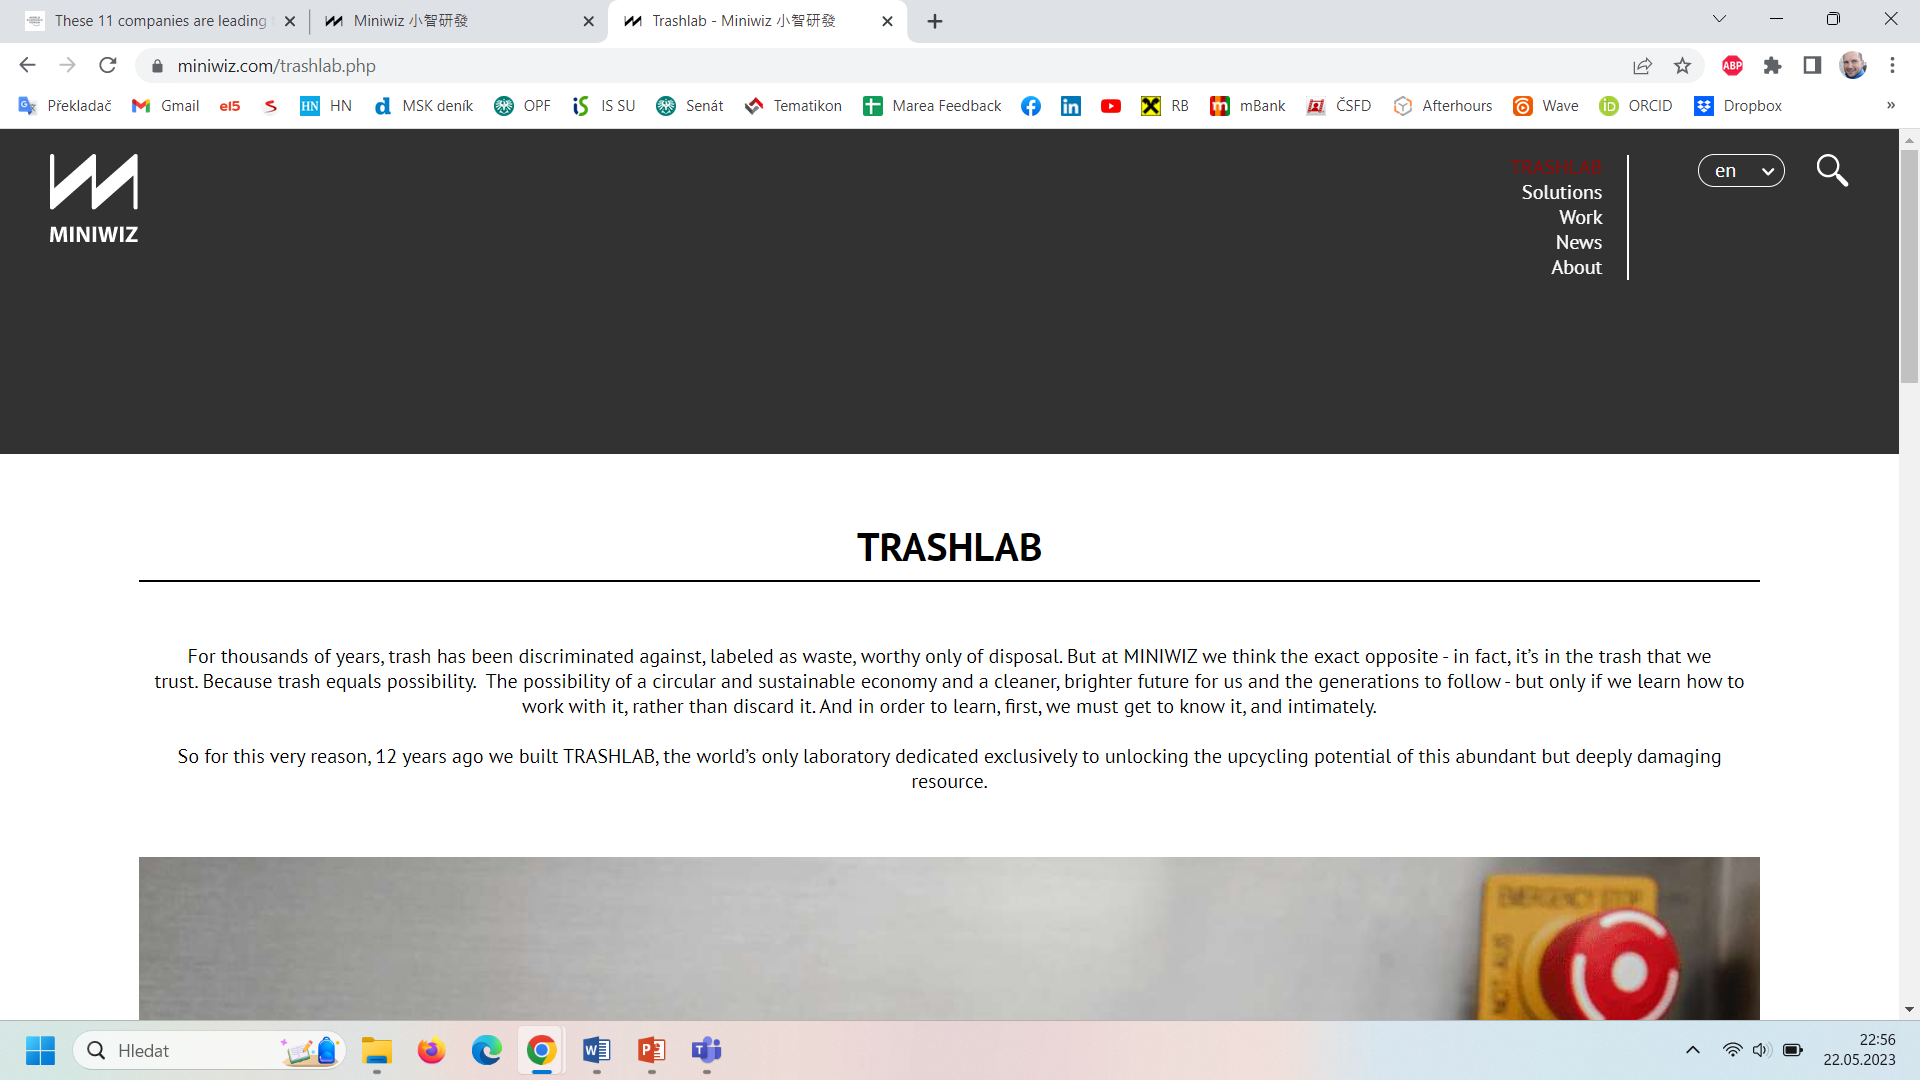 These 11 companies are leading
Miniwiz 小智研發
Trashlab - Miniwiz 小智研發
miniwiz.com/trashlab.php
ABP
Překladač
Gmail
el5
HN HN
MSK deník
OPF
IS SU
Senát
Tematikon
Marea Feedback
RB
mBank
ČSFD
Afterhours
Wave
ORCID
Dropbox
»
MINIWIZ
TRASHLAB
Solutions
Work
News
About
en
TRASHLAB
For thousands of years, trash has been discriminated against, labeled as waste, worthy only of disposal. But at MINIWIZ we think the exact opposite - in fact, it’s in the trash that we
trust. Because trash equals possibility.  The possibility of a circular and sustainable economy and a cleaner, brighter future for us and the generations to follow - but only if we learn how to
work with it, rather than discard it. And in order to learn, first, we must get to know it, and intimately.
So for this very reason, 12 years ago we built TRASHLAB, the world’s only laboratory dedicated exclusively to unlocking the upcycling potential of this abundant but deeply damaging
resource.
EMERGENCY STOP
NOT AUS
Hledat
22:56
22.05.2023